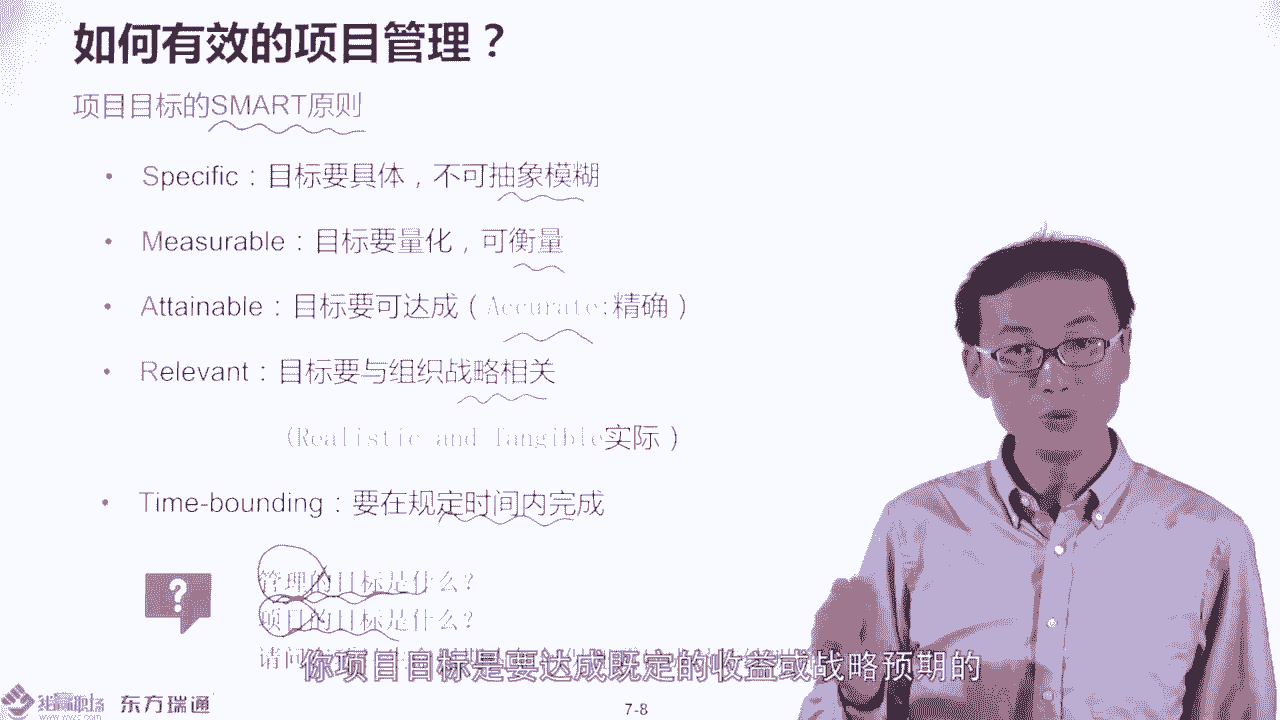 如何有效的项目管理？
项目目标的SMART原则
• Specific：目标要具体，不可抽象模糊
• Measurable：目标要量化，可衡量
• Attainable：目标要可达成（Accurate:精确）
• Relevant：目标要与组织战略相关
（Realistic and Tangible实际）
• Time-bounding：要在规定时间内完成
?
管理的目标是什么？
项目的目标是什么？
请问
你项目目标是要达成既定的收益或战略预期的
职场
东方瑞通
7-8